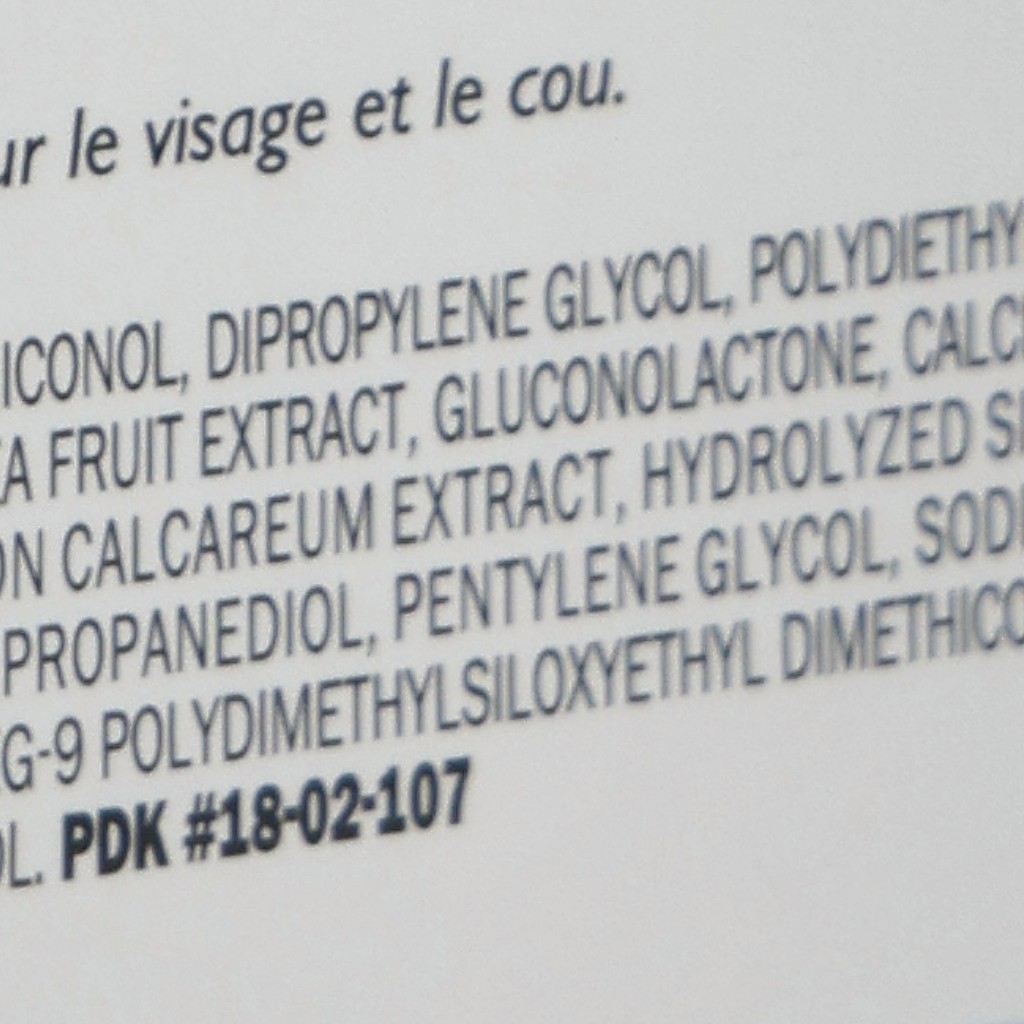 ur le visage et le cou.
ICONOL, DIPROPYLENE GLYCOL, POLYDIETHY
A FRUIT EXTRACT, GLUCONOLACTONE, CALC
ON CALCAREUM EXTRACT, HYDROLYZED S
PROPANEDIOL, PENTYLENE GLYCOL, SOD
G-9 POLYDIMETHYLSILOXYETHYL DIMETHICO
OL. PDK #18-02-107